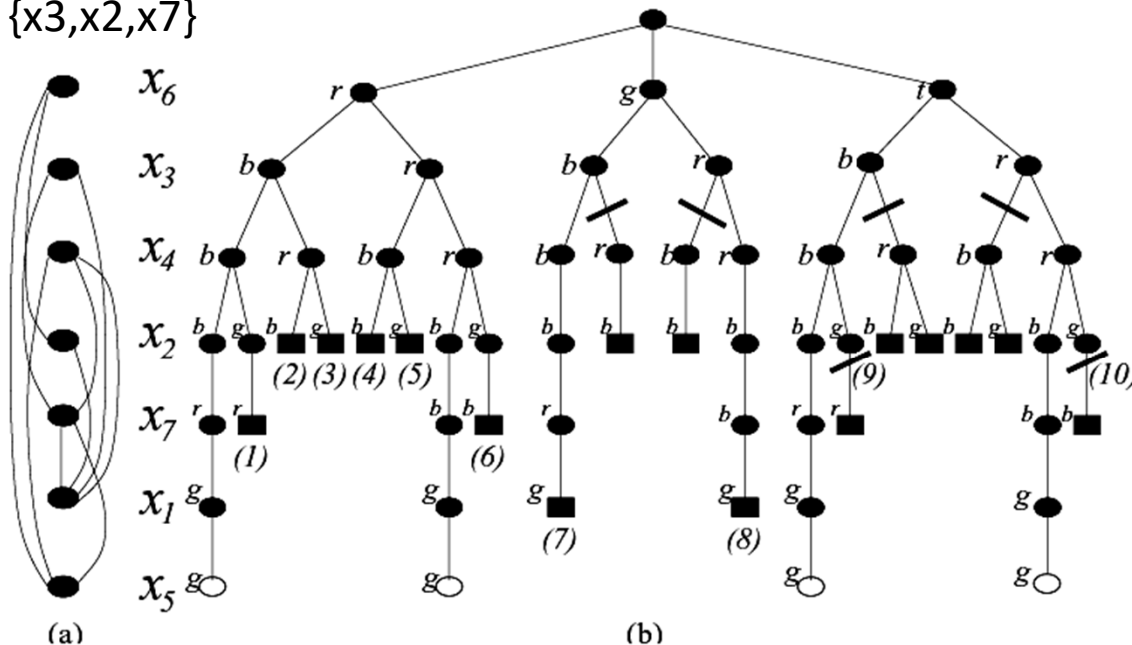 {x3,x2,x7}
x6 r g t
x3 b r b r b r
x4 b r b r b r b r b r b r
x2 b g b g b g b g b b b b b g b g b g b g
(2) (3) (4) (5) (9) (10)
x7 r r b b r b r r b b
(1) (6)
x1 g g g g g g
(7) (8)
x5 g g g g
(a) (b)